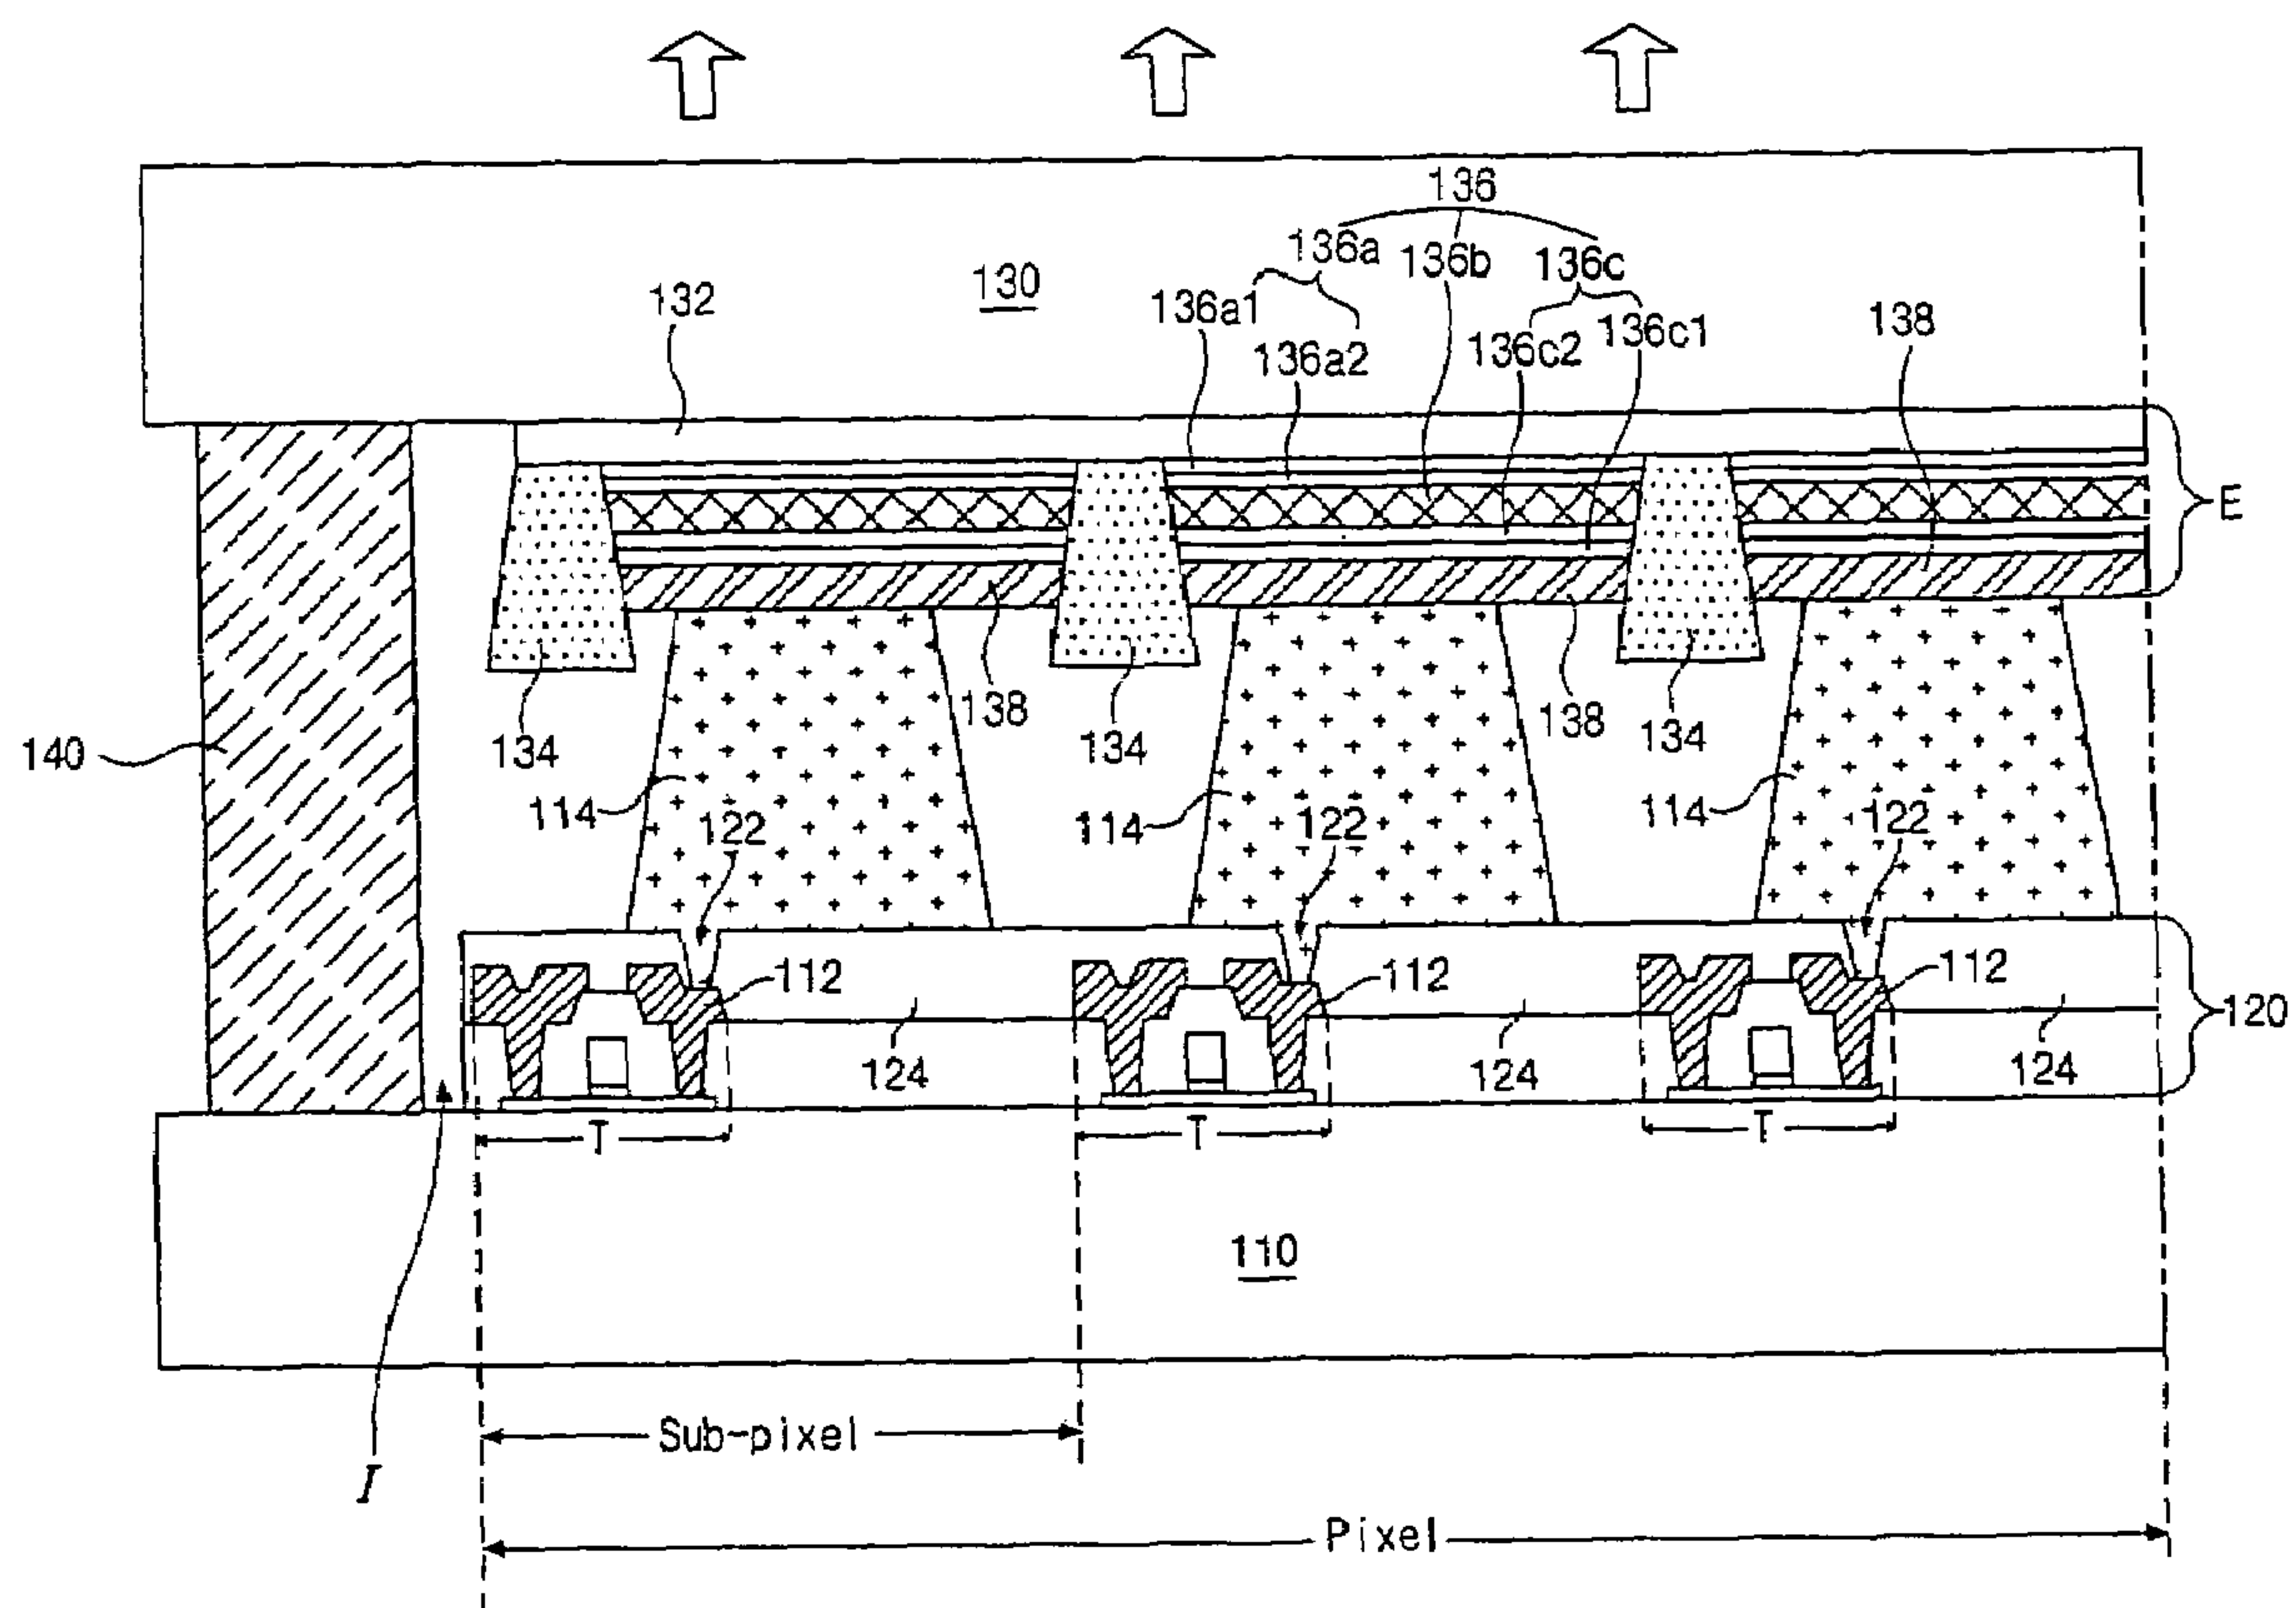 136
136a 136b 136c
130
132 136a1 136c1 138
136a2 136c2
E
138 138
134 134 134
140
114 114 114
122 122 122
112 112 112
120
124 124 124
T T T
110
Sub-pixel
I
Pixel